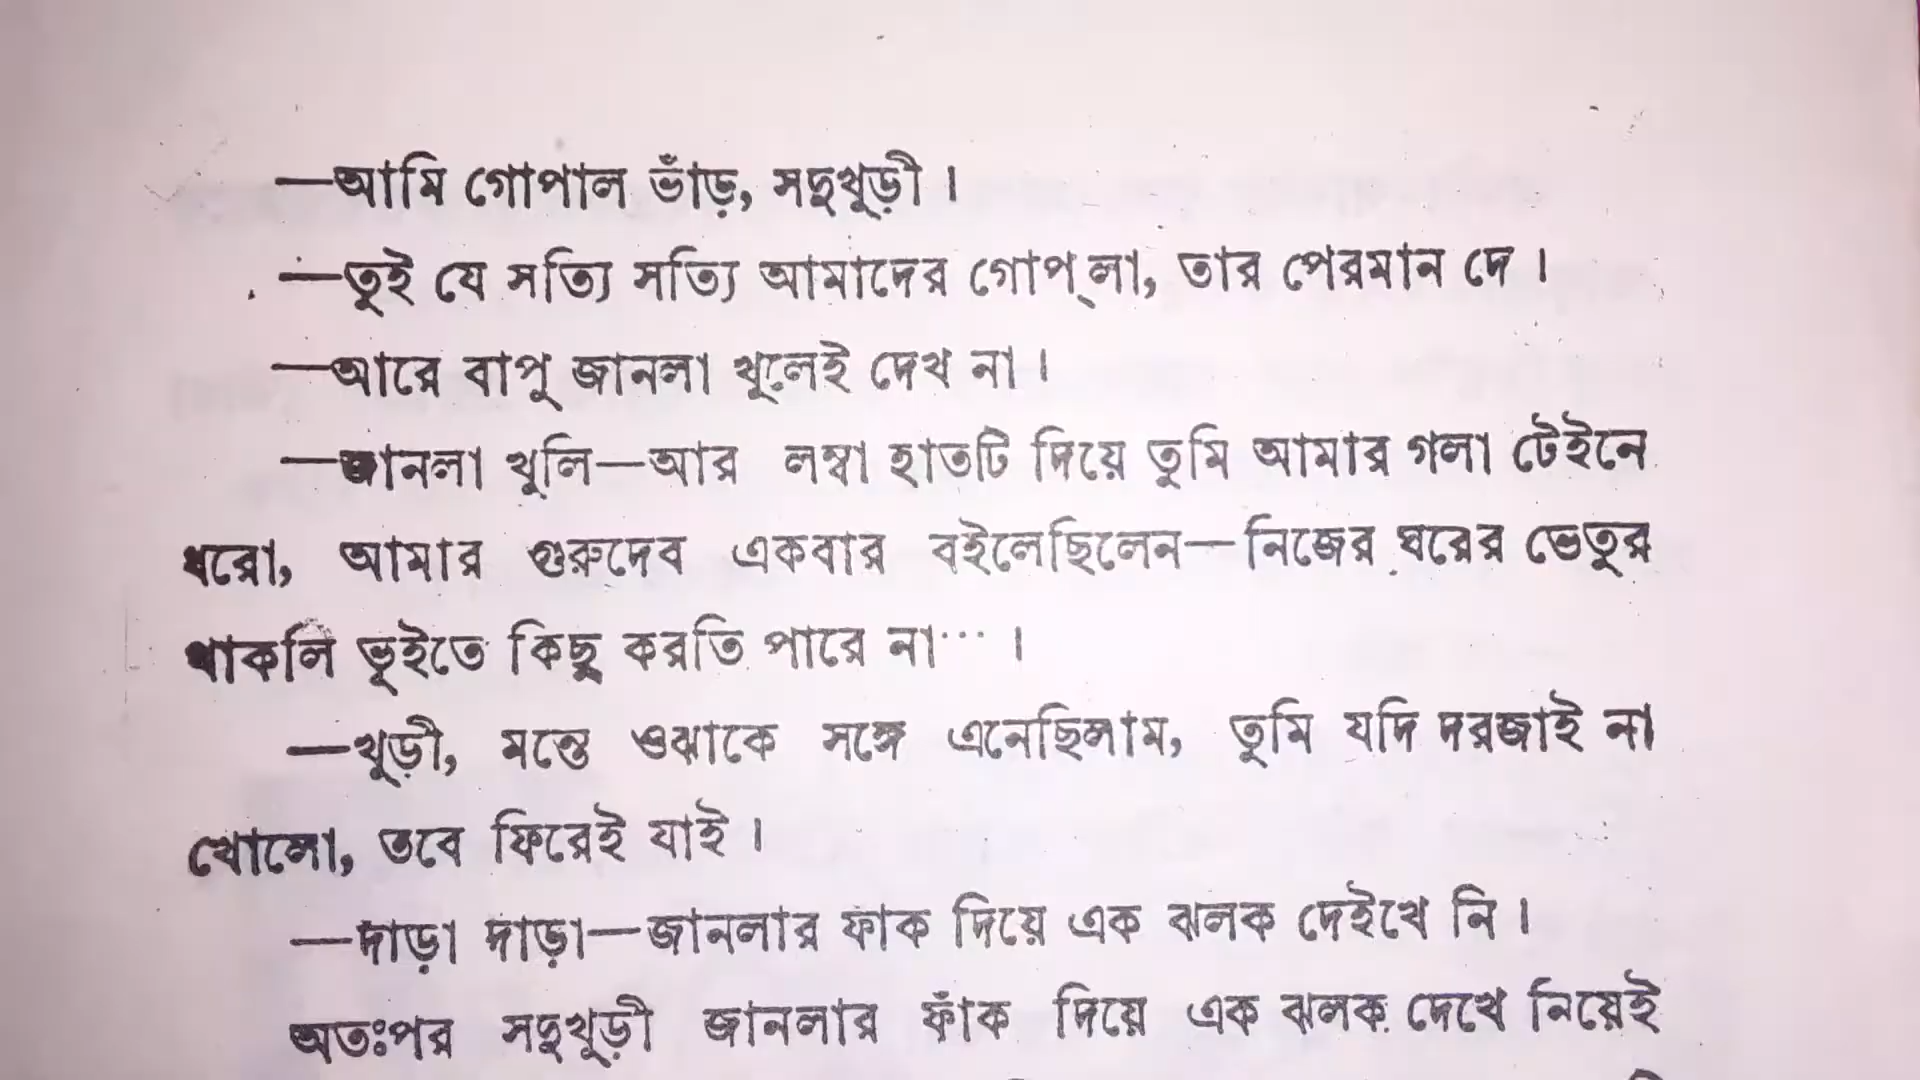 —আমি গোপাল ভাঁড়, সদুখুড়ী।
—তুই যে সত্যি সত্যি আমাদের গোপ্‌লা, তার পেরমান দে।
—আরে বাপু জানলা খুলেই দেখ না।
—জানলা খুলি—আর লম্বা হাতটি দিয়ে তুমি আমার গলা টেইনে
ধরো, আমার গুরুদেব একবার বইলেছিলেন—নিজের ঘরের ভেতুর
থাকলি ভূইতে কিছু করতি পারে না…।
—খুড়ী, মস্তে ওঝাকে সঙ্গে এনেছিলাম, তুমি যদি দরজাই না
খোলো, তবে ফিরেই যাই।
—দাড়া দাড়া—জানলার ফাক দিয়ে এক ঝলক দেইখে নি।
অতঃপর সদুখুড়ী জানলার ফাঁক দিয়ে এক ঝলক দেখে নিয়েই